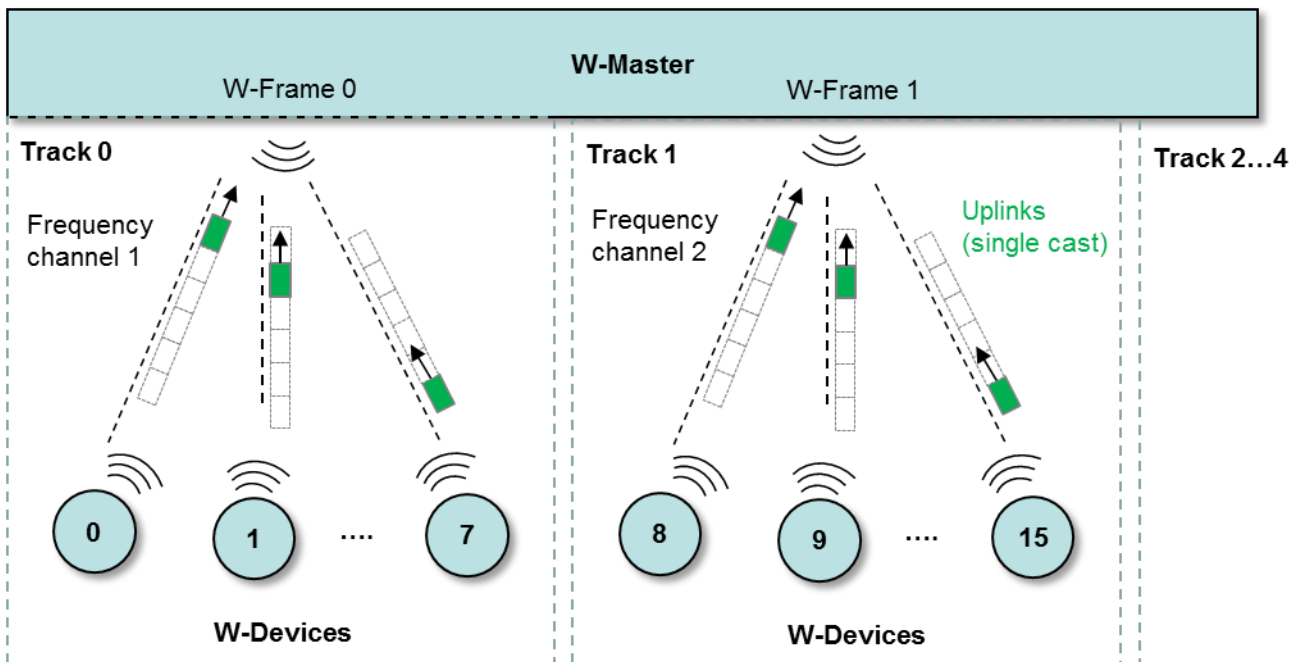 W-Master
W-Frame 0
W-Frame 1
Track 0
Track 1
Track 2…4
Frequency
channel 1
Frequency
channel 2
Uplinks
(single cast)
0
1
....
7
8
9
....
15
W-Devices
W-Devices